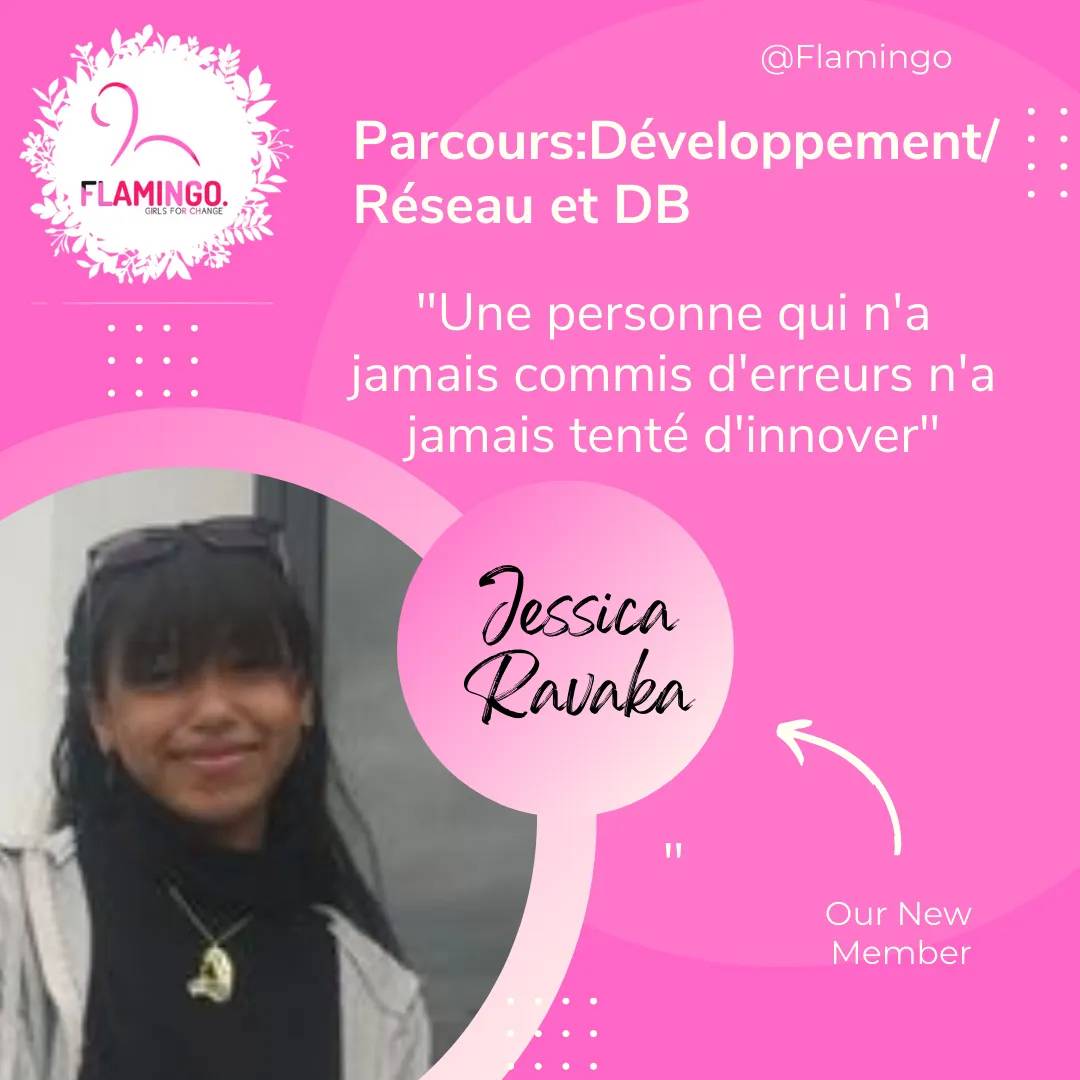 @Flamingo
FLAMINGO.
GIRLS FOR CHANGE
Parcours:Développement/
Réseau et DB
"Une personne qui n'a
jamais commis d'erreurs n'a
jamais tenté d'innover"
Jessica
Ravaka
"
Our New
Member